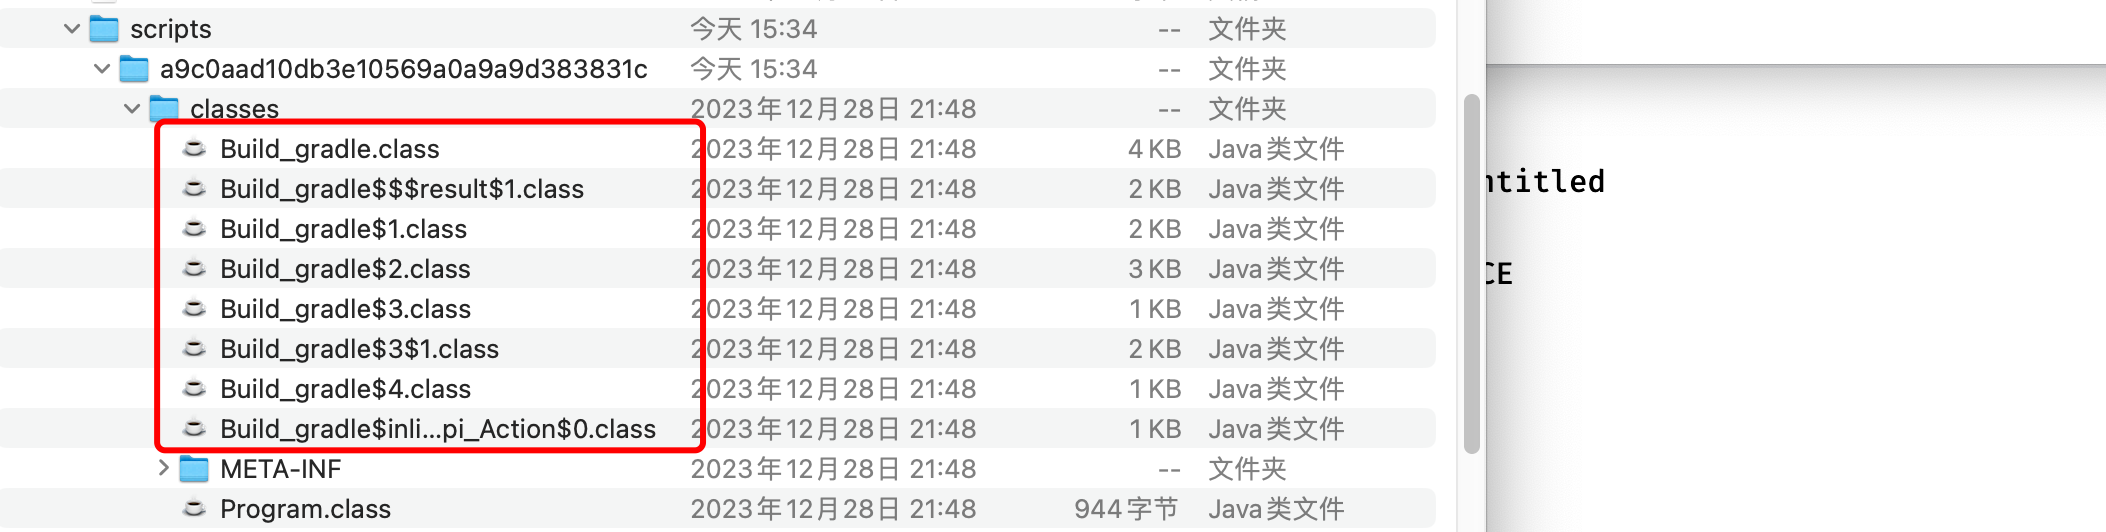 scripts 今天 15:34 -- 文件夹
a9c0aad10db3e10569a0a9a9d383831c 今天 15:34 -- 文件夹
classes 2023年12月28日 21:48 -- 文件夹
Build_gradle.class 2023年12月28日 21:48 4 KB Java类文件
Build_gradle$$$result$1.class 2023年12月28日 21:48 2 KB Java类文件
ntitled
Build_gradle$1.class 2023年12月28日 21:48 2 KB Java类文件
Build_gradle$2.class 2023年12月28日 21:48 3 KB Java类文件
CE
Build_gradle$3.class 2023年12月28日 21:48 1 KB Java类文件
Build_gradle$3$1.class 2023年12月28日 21:48 2 KB Java类文件
Build_gradle$4.class 2023年12月28日 21:48 1 KB Java类文件
Build_gradle$inli...pi_Action$0.class 2023年12月28日 21:48 1 KB Java类文件
META-INF 2023年12月28日 21:48 -- 文件夹
Program.class 2023年12月28日 21:48 944字节 Java类文件